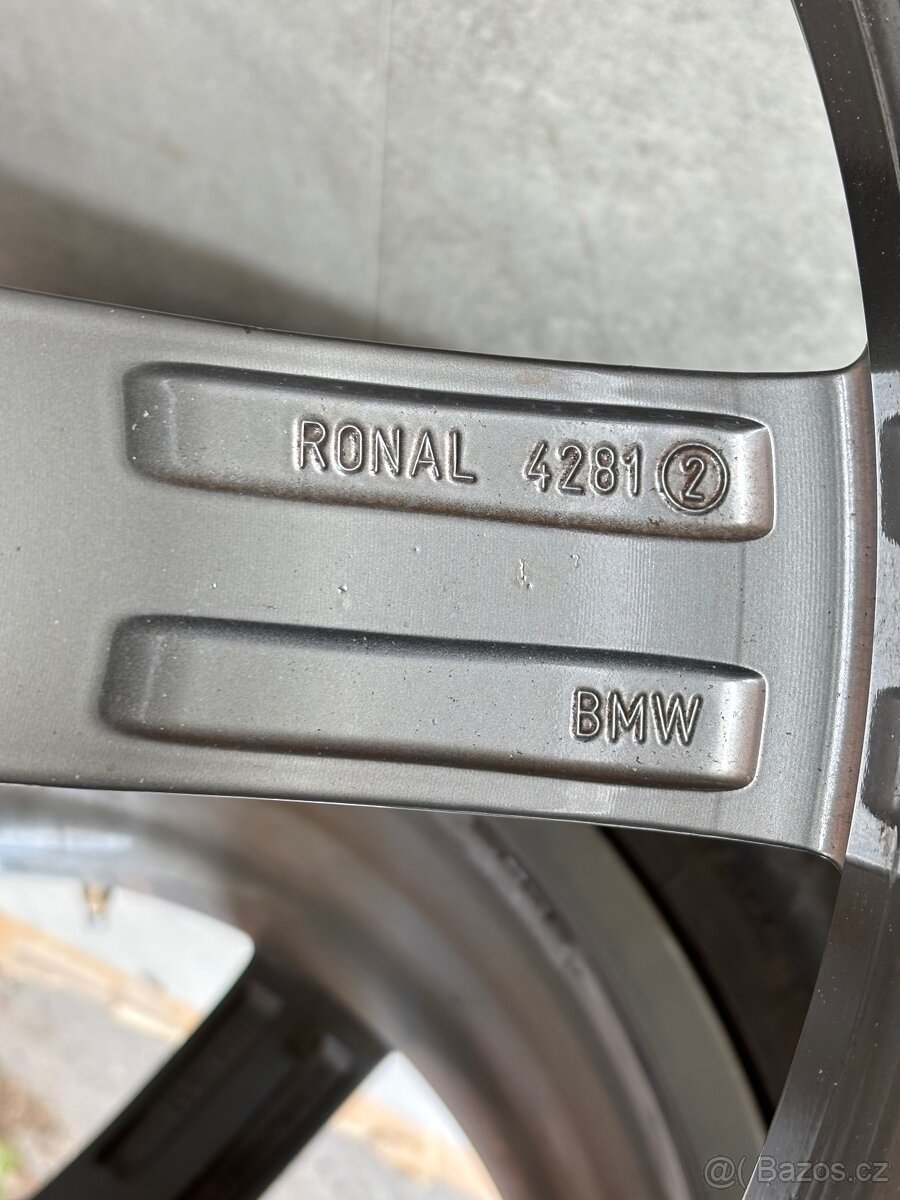 RONAL 4281 ②
BMW
@( Bazos.cz